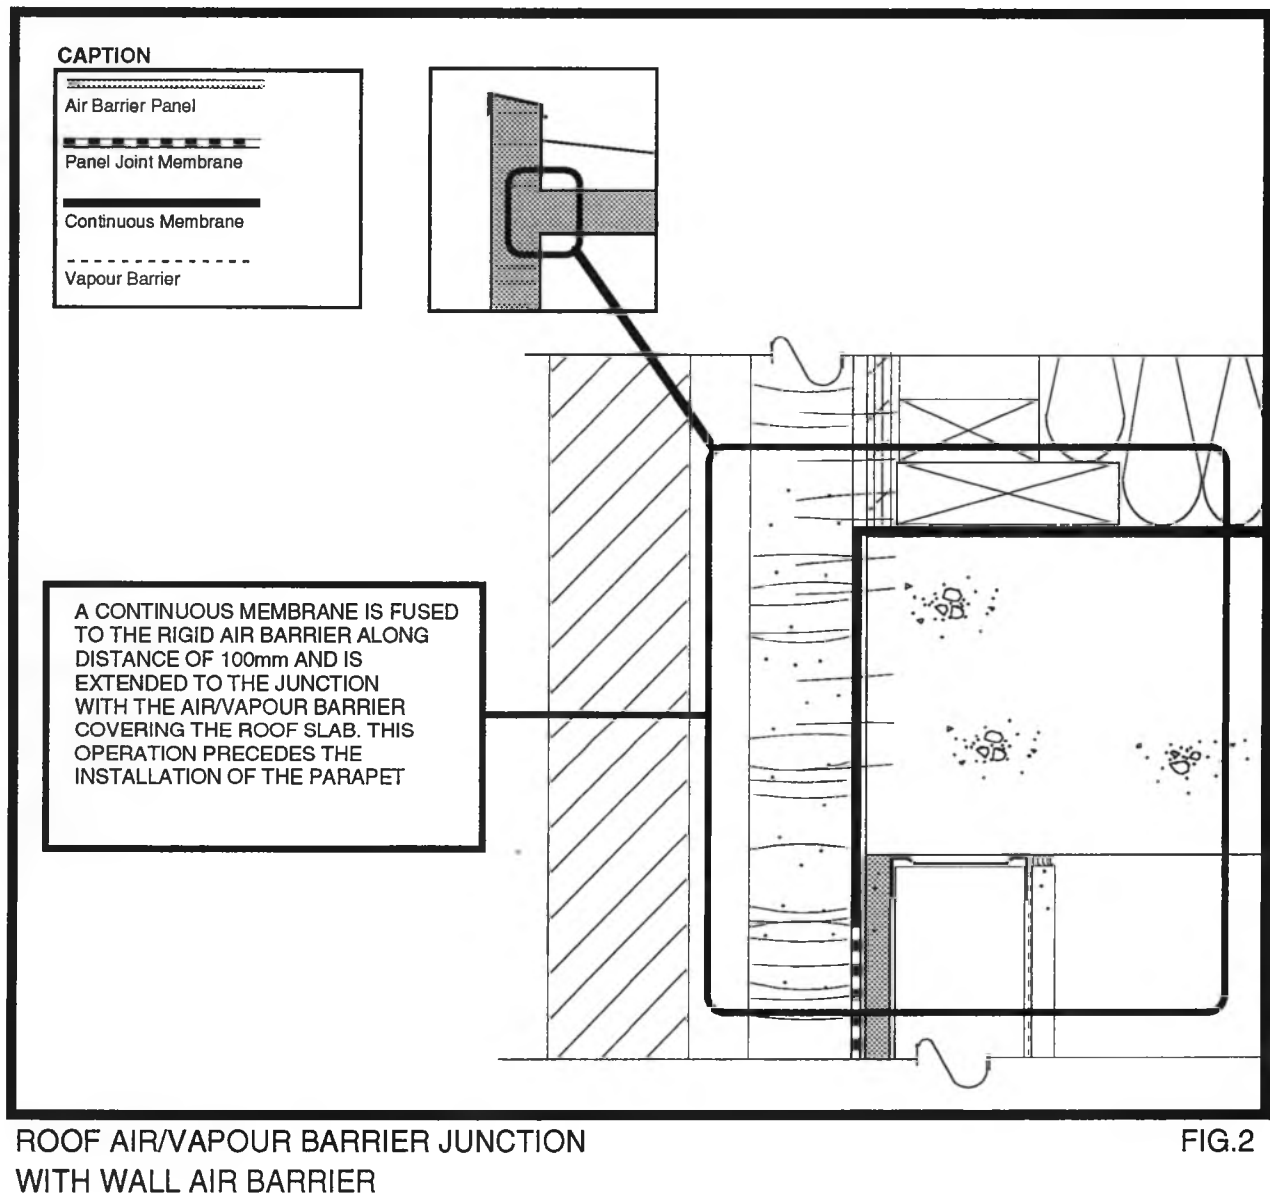 CAPTION
Air Barrier Panel
Panel Joint Membrane
Continuous Membrane
Vapour Barrier
A CONTINUOUS MEMBRANE IS FUSED
TO THE RIGID AIR BARRIER ALONG
DISTANCE OF 100mm AND IS
EXTENDED TO THE JUNCTION
WITH THE AIR/VAPOUR BARRIER
COVERING THE ROOF SLAB. THIS
OPERATION PRECEDES THE
INSTALLATION OF THE PARAPET
ROOF AIR/VAPOUR BARRIER JUNCTION
WITH WALL AIR BARRIER
FIG.2